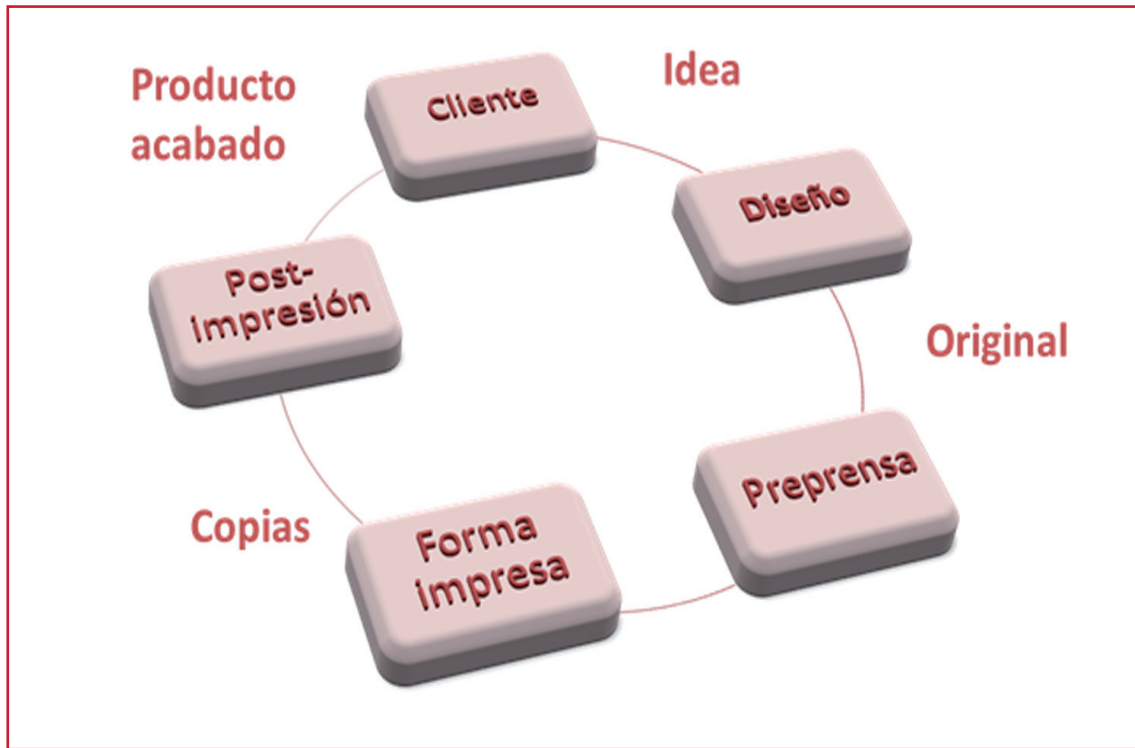 Producto
acabado
Cliente
Idea
Diseño
Original
Preprensa
Forma
impresa
Copias
Post-
impresión